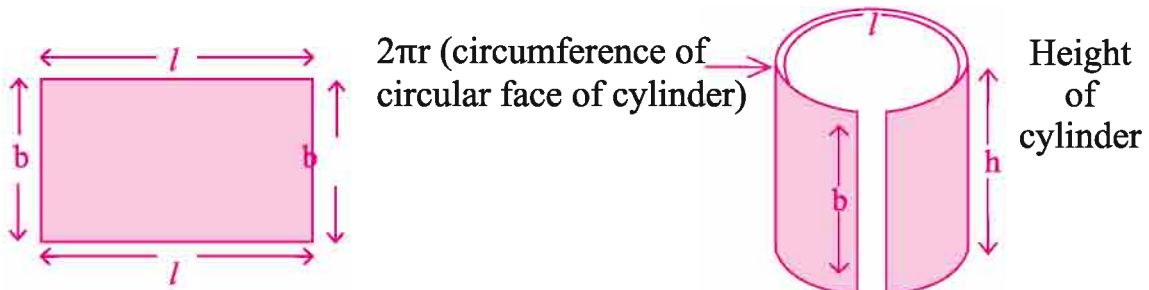 l
b
b
l
2πr (circumference of
circular face of cylinder)
l
b
h
Height
of
cylinder